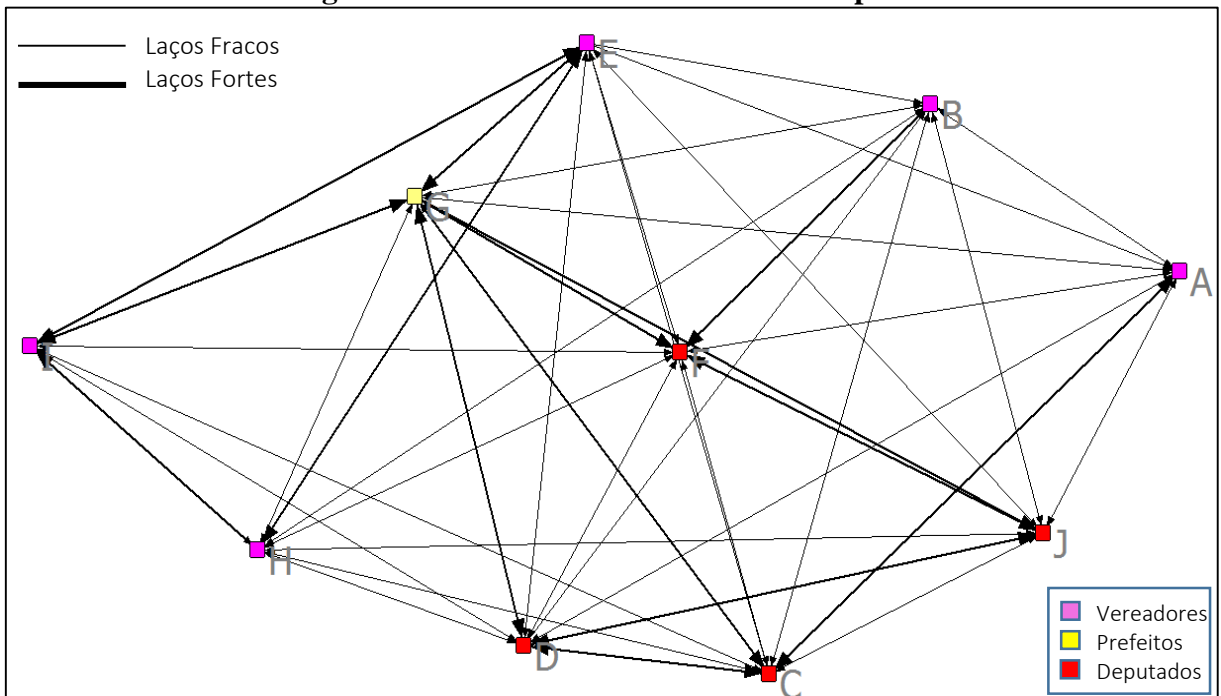 Laços Fracos
Laços Fortes
E
B
G
A
I
F
H
J
D
C
Vereadores
Prefeitos
Deputados